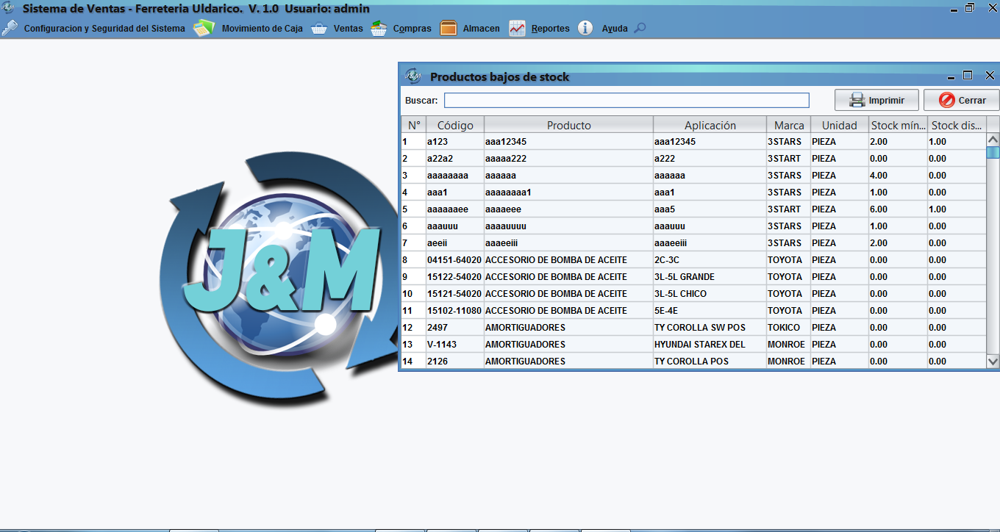 Sistema de Ventas - Ferreteria Uldarico. V. 1.0 Usuario: admin
Configuracion y Seguridad del Sistema Movimiento de Caja Ventas Compras Almacen Reportes Ayuda
J&M Productos bajos de stock
Buscar: Imprimir Cerrar
N° Código Producto Aplicación Marca Unidad Stock mín... Stock dis...
1 a123 aaa12345 aaa12345 3STARS PIEZA 2.00 1.00
2 a22a2 aaaaa222 a222 3START PIEZA 0.00 0.00
3 aaaaaaaa aaaaaa aaaaaa 3STARS PIEZA 4.00 0.00
4 aaa1 aaaaaaaa1 aaa1 3STARS PIEZA 1.00 0.00
5 aaaaaaee aaaaeee aaa5 3START PIEZA 6.00 1.00
6 aaauuu aaaauuuu aaauuu 3STARS PIEZA 1.00 0.00
7 aeeii aaaeeiii aaaeeiii 3STARS PIEZA 2.00 0.00
8 04151-64020 ACCESORIO DE BOMBA DE ACEITE 2C-3C TOYOTA PIEZA 0.00 0.00
9 15122-54020 ACCESORIO DE BOMBA DE ACEITE 3L-5L GRANDE TOYOTA PIEZA 0.00 0.00
10 15121-54020 ACCESORIO DE BOMBA DE ACEITE 3L-5L CHICO TOYOTA PIEZA 0.00 0.00
11 15102-11080 ACCESORIO DE BOMBA DE ACEITE 5E-4E TOYOTA PIEZA 0.00 0.00
12 2497 AMORTIGUADORES TY COROLLA SW POS TOKICO PIEZA 0.00 0.00
13 V-1143 AMORTIGUADORES HYUNDAI STAREX DEL MONROE PIEZA 0.00 0.00
14 2126 AMORTIGUADORES TY COROLLA POS MONROE PIEZA 0.00 0.00
J&M